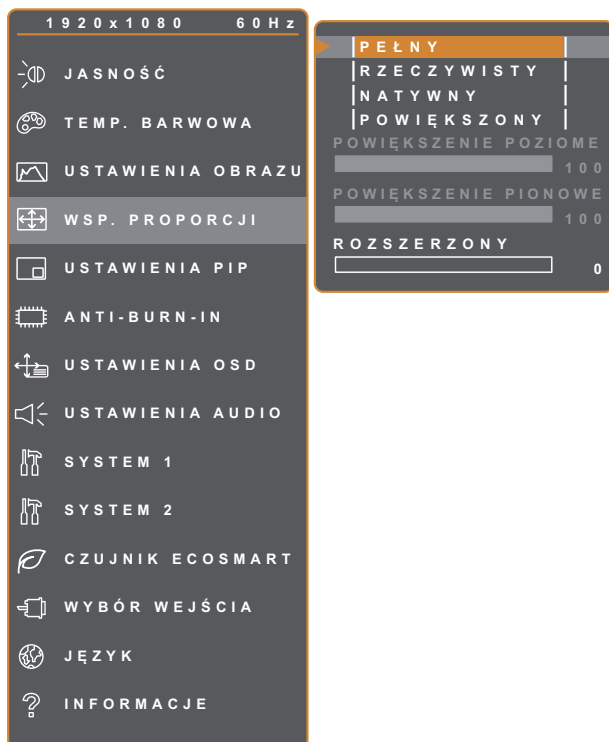 1920x1080 60Hz
JASNOŚĆ
TEMP. BARWOWA
USTAWIENIA OBRAZU
WSP. PROPORCJI
USTAWIENIA PIP
ANTI-BURN-IN
USTAWIENIA OSD
USTAWIENIA AUDIO
SYSTEM 1
SYSTEM 2
CZUJNIK ECOSMART
WYBÓR WEJŚCIA
JĘZYK
INFORMACJE
PEŁNY
RZECZYWISTY
NATYWNY
POWIĘKSZONY
POWIĘKSZENIE POZIOME
100
POWIĘKSZENIE PIONOWE
100
ROZSZERZONY
0